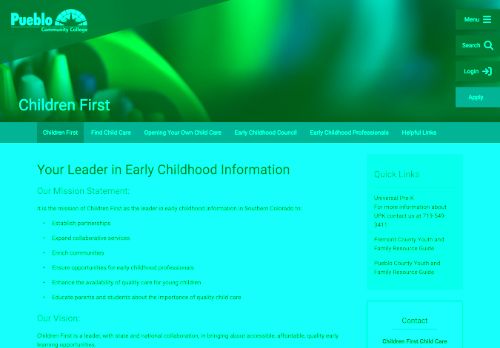 Pueblo
Community College
Menu
Search
Login
Apply
Children First
Children First
Find Child Care
Opening Your Own Child Care
Early Childhood Council
Early Childhood Professionals
Helpful Links
Your Leader in Early Childhood Information
Our Mission Statement:
It is the mission of Children First as the leader in early childhood information in Southern Colorado to:
• Establish partnerships
• Expand collaborative services
• Enrich communities
• Ensure opportunities for early childhood professionals
• Enhance the availability of quality care for young children
• Educate parents and students about the importance of quality child care
Our Vision:
Children First is a leader, with state and national collaboration, in bringing about accessible, affordable, quality early
learning opportunities.
Quick Links
Universal Pre-K
For more information about
UPK contact us at 719-549-
3411.
Fremont County Youth and
Family Resource Guide
Pueblo County Youth and
Family Resource Guide
Contact
Children First Child Care